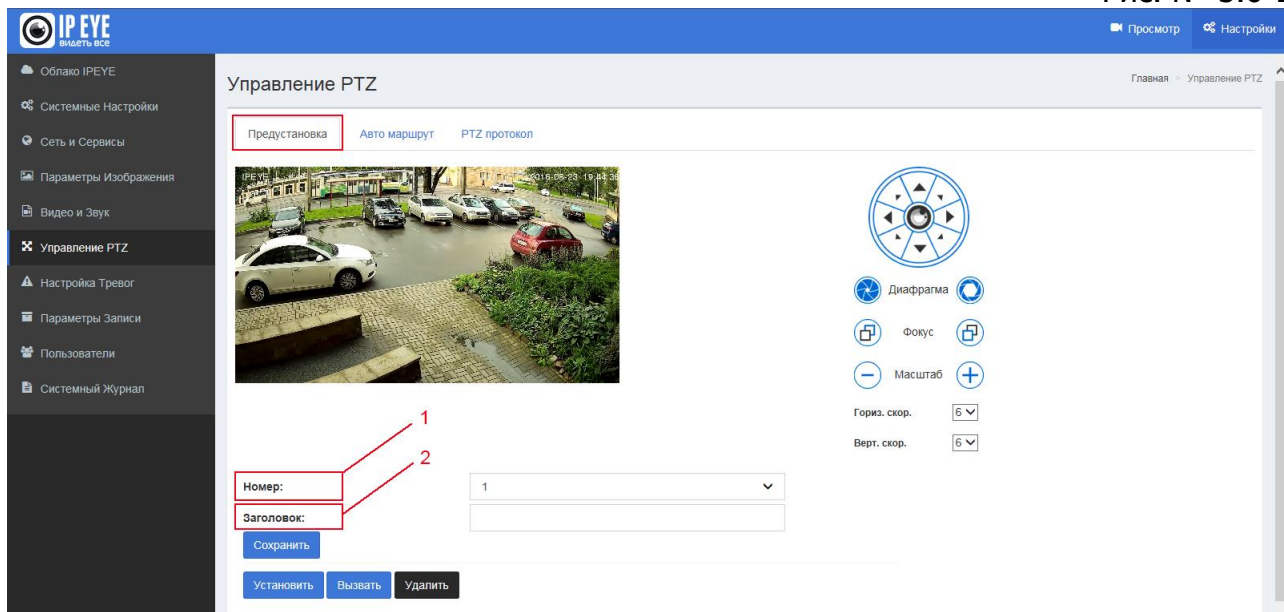 IP EYE
видеть все
Просмотр
Настройки
Облако IPEYE
Системные Настройки
Сеть и Сервисы
Параметры Изображения
Видео и Звук
Управление PTZ
Настройка Тревог
Параметры Записи
Пользователи
Системный Журнал
Управление PTZ
Главная > Управление PTZ
Предустановка Авто маршрут PTZ протокол
IPEYE
Диафрагма
Фокус
Масштаб
Гориз. скор. 6
Верт. скор. 6
1
2
Номер: 1
Заголовок:
Сохранить
Установить Вызвать Удалить